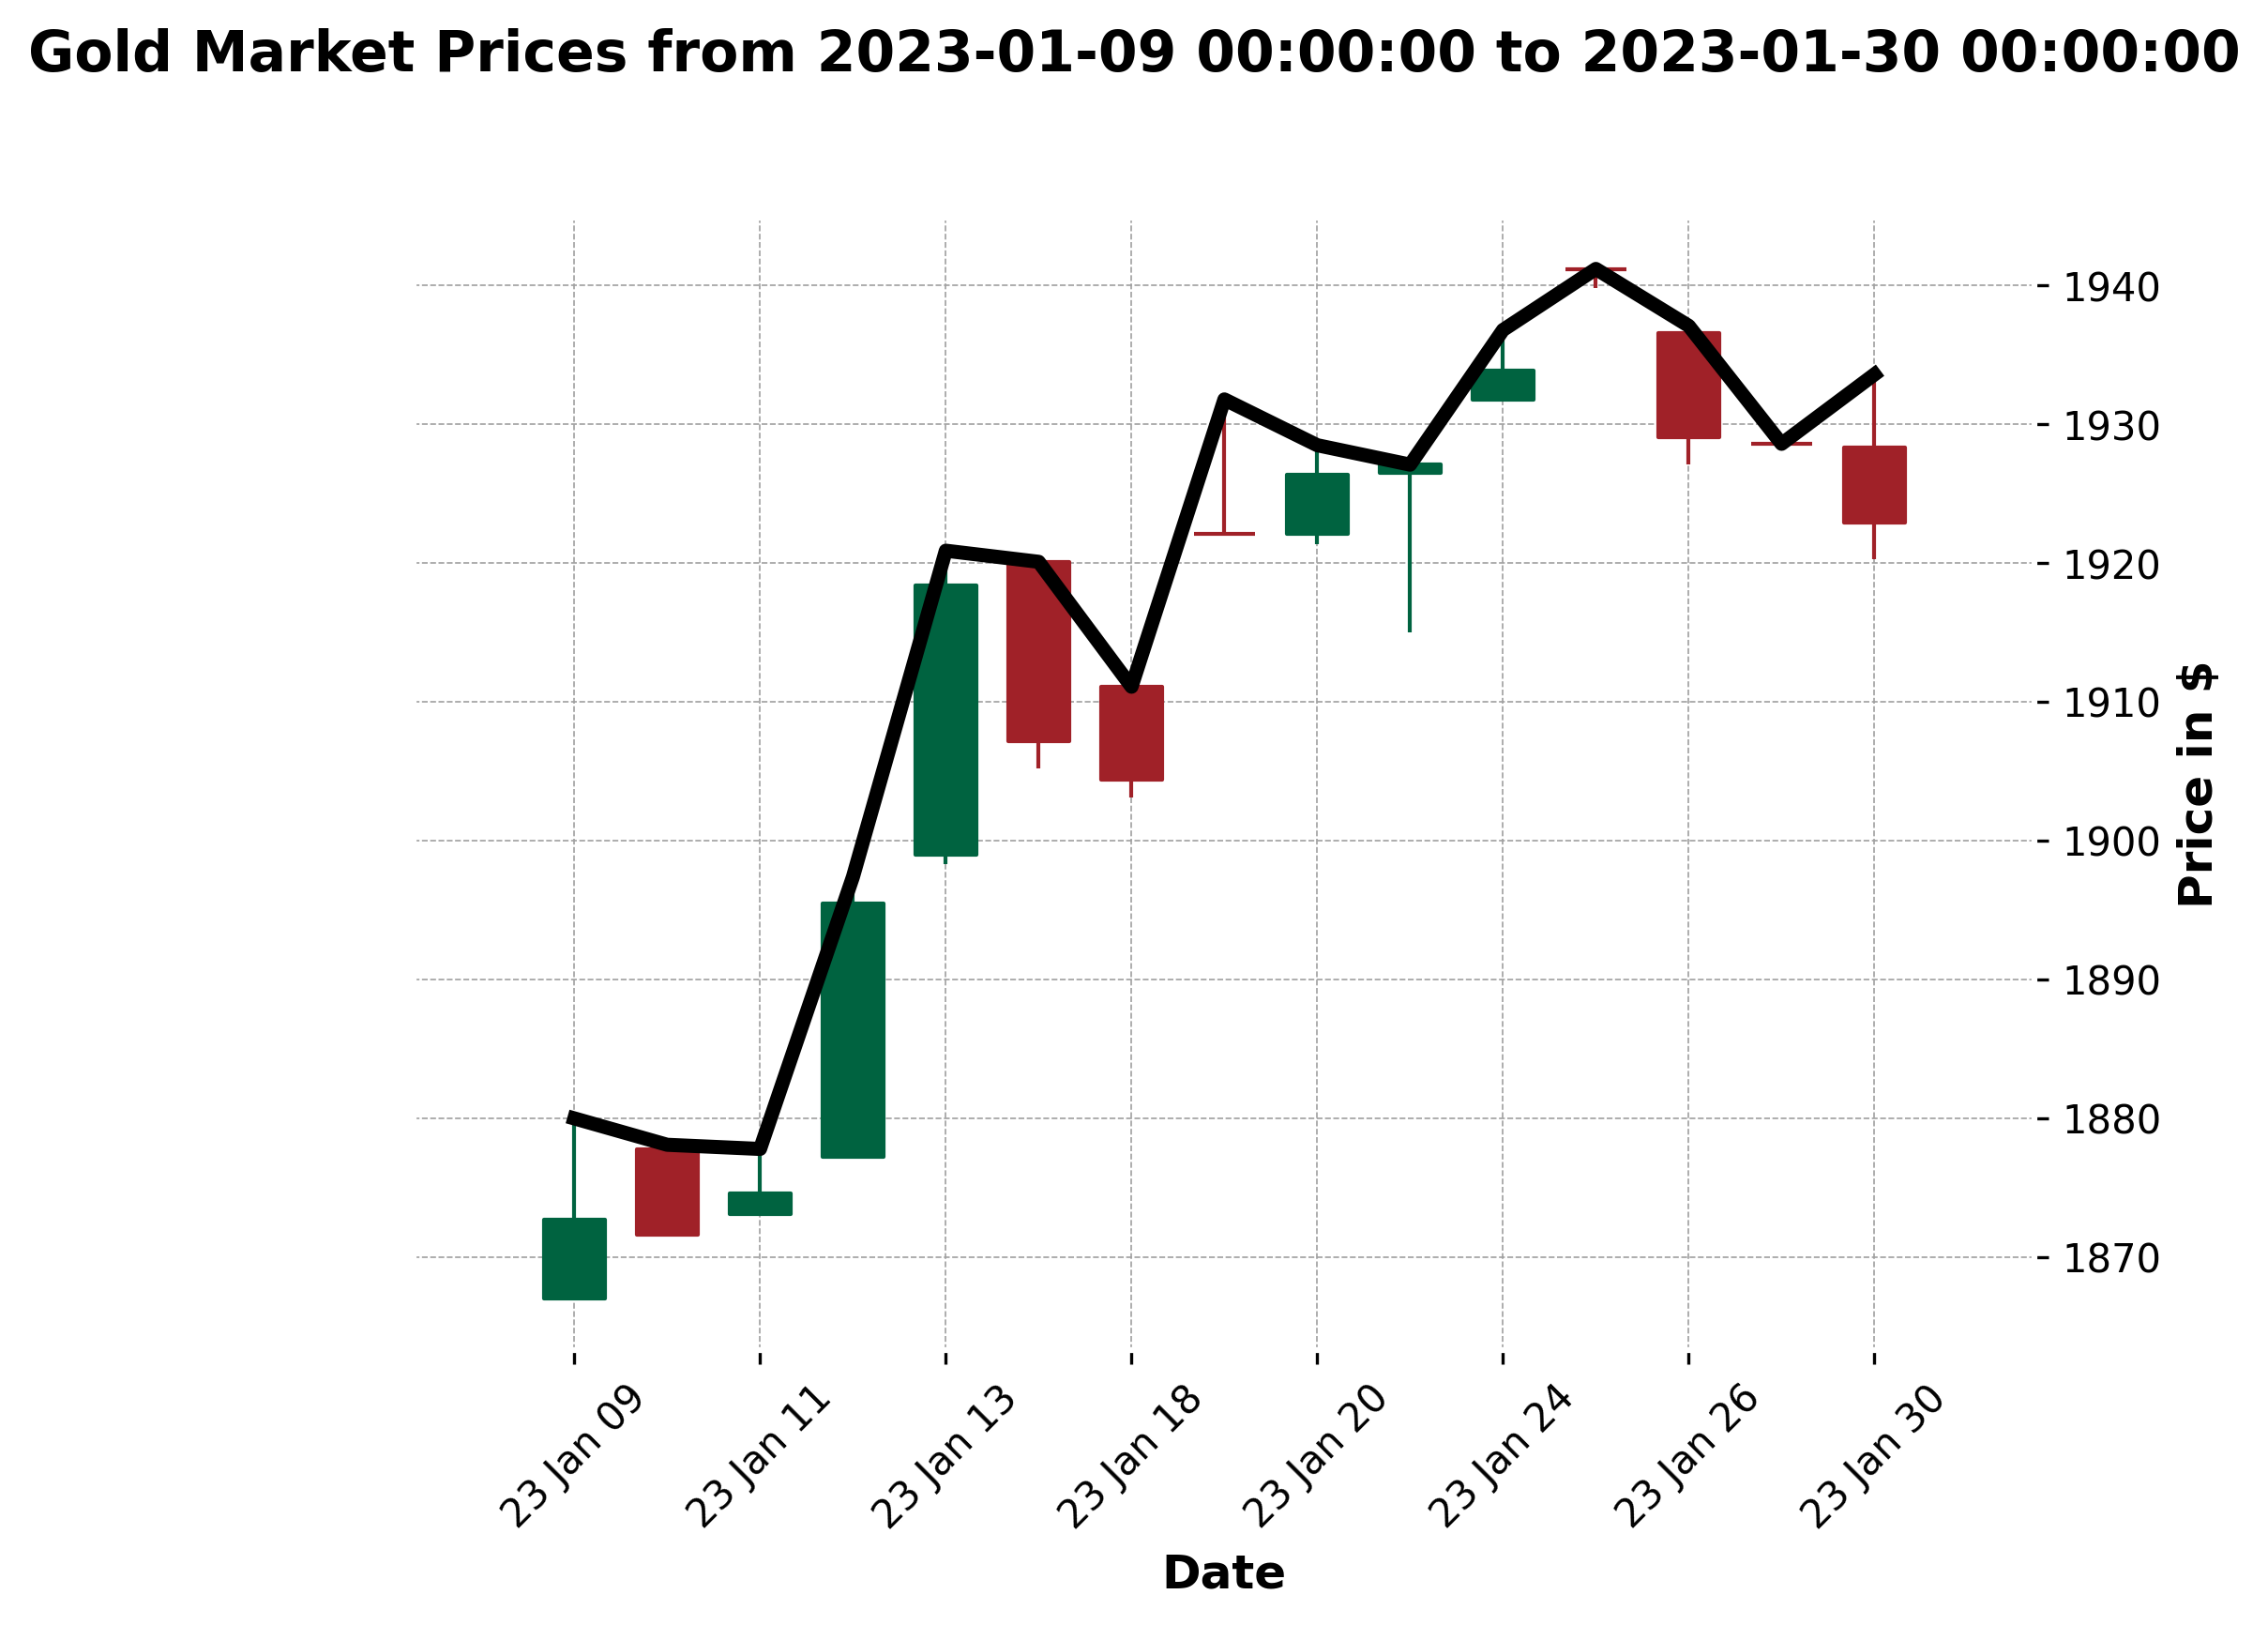 Gold Market Prices from 2023-01-09 00:00:00 to 2023-01-30 00:00:00
1940
1930
1920
1910
1900
1890
1880
1870
Price in $
23 Jan 09
23 Jan 11
23 Jan 13
23 Jan 18
23 Jan 20
23 Jan 24
23 Jan 26
23 Jan 30
Date